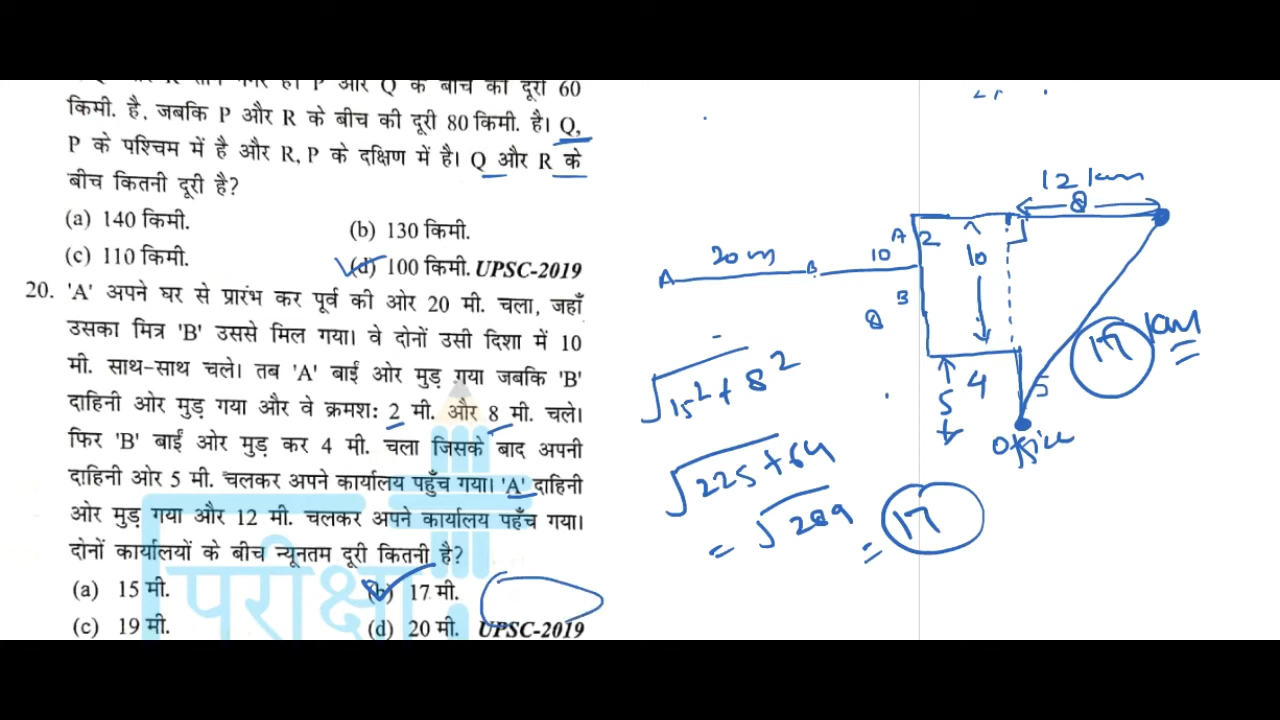 किमी. है, जबकि P और R के बीच की दूरी 80 किमी. है। Q,
P के पश्चिम में है और R, P के दक्षिण में है। Q और R के
बीच कितनी दूरी है?
(a) 140 किमी. (b) 130 किमी.
(c) 110 किमी. (d) 100 किमी. UPSC-2019
20. 'A' अपने घर से प्रारंभ कर पूर्व की ओर 20 मी. चला, जहाँ
उसका मित्र 'B' उससे मिल गया। वे दोनों उसी दिशा में 10
मी. साथ-साथ चले। तब 'A' बाईं ओर मुड़ गया जबकि 'B'
दाहिनी ओर मुड़ गया और वे क्रमशः 2 मी. और 8 मी. चले।
फिर 'B' बाईं ओर मुड़ कर 4 मी. चला जिसके बाद अपनी
दाहिनी ओर 5 मी. चलकर अपने कार्यालय पहुँच गया। 'A' दाहिनी
ओर मुड़ गया और 12 मी. चलकर अपने कार्यालय पहुँच गया।
दोनों कार्यालयों के बीच न्यूनतम दूरी कितनी है?
(a) 15 मी. (b) 17 मी.
(c) 19 मी. (d) 20 मी. UPSC-2019
परीक्षा
12 km
8
A 2
20 m 10 10
A B
B
8
17 km
√15² + 8²
5 4 5
office
√225+64
= √289 = 17